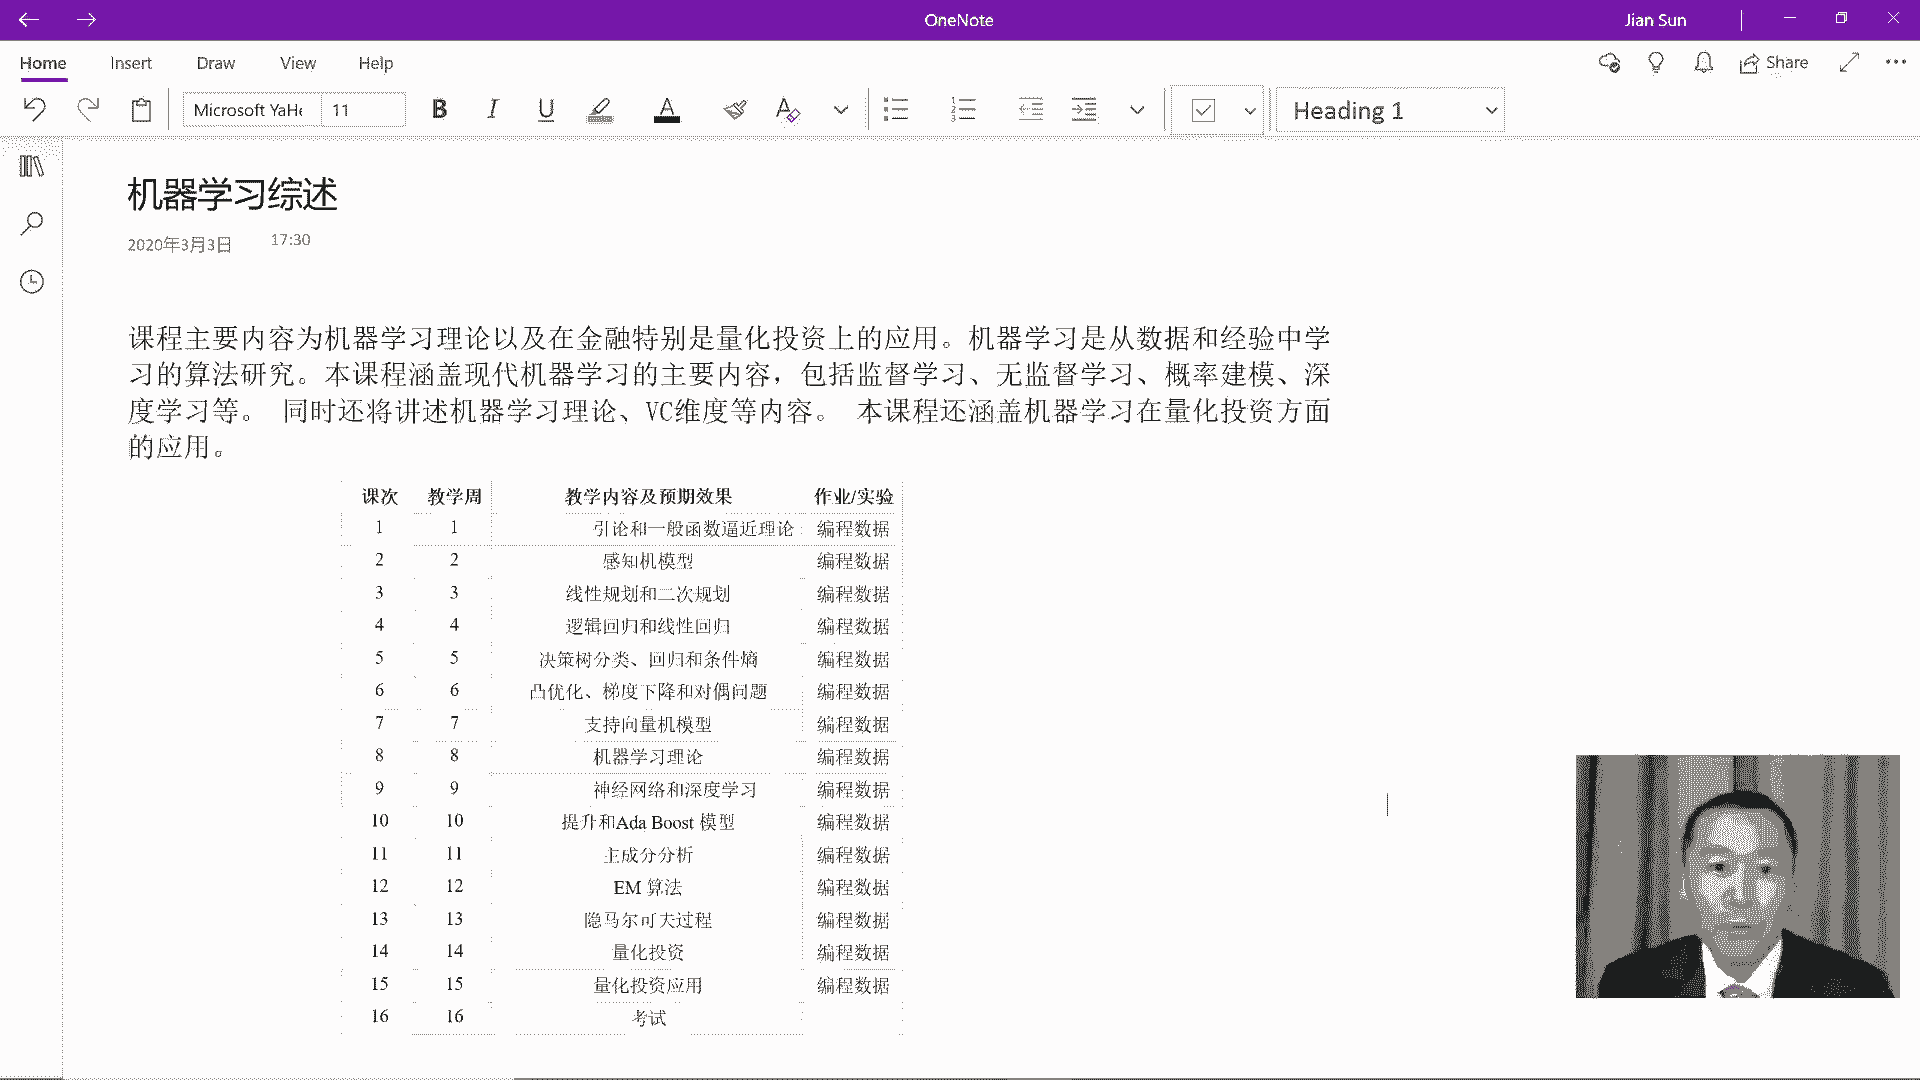 OneNote
Jian Sun
Home Insert Draw View Help
Share
Microsoft YaHe 11
B I U A A
Heading 1
机器学习综述
2020年3月3日 17:30
课程主要内容为机器学习理论以及在金融特别是量化投资上的应用。机器学习是从数据和经验中学
习的算法研究。本课程涵盖现代机器学习的主要内容，包括监督学习、无监督学习、概率建模、深
度学习等。 同时还将讲述机器学习理论、VC维度等内容。 本课程还涵盖机器学习在量化投资方面
的应用。
课次 教学周 教学内容及预期效果 作业/实验
1 1 引论和一般函数逼近理论 编程数据
2 2 感知机模型 编程数据
3 3 线性规划和二次规划 编程数据
4 4 逻辑回归和线性回归 编程数据
5 5 决策树分类、回归和条件熵 编程数据
6 6 凸优化、梯度下降和对偶问题 编程数据
7 7 支持向量机模型 编程数据
8 8 机器学习理论 编程数据
9 9 神经网络和深度学习 编程数据
10 10 提升和Ada Boost 模型 编程数据
11 11 主成分分析 编程数据
12 12 EM 算法 编程数据
13 13 隐马尔可夫过程 编程数据
14 14 量化投资 编程数据
15 15 量化投资应用 编程数据
16 16 考试